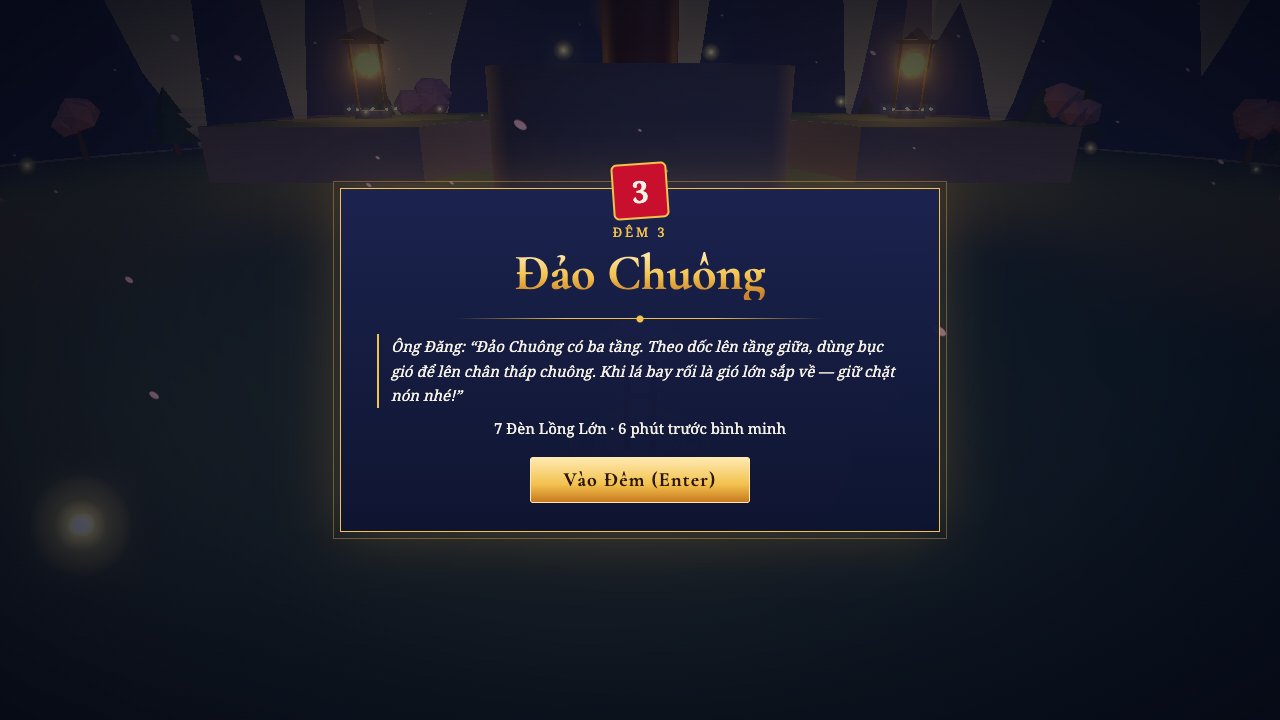 3
ĐÊM 3
Đảo Chuông
Ông Đăng: “Đảo Chuông có ba tầng. Theo dốc lên tầng giữa, dùng bục
gió để lên chân tháp chuông. Khi lá bay rối là gió lớn sắp về — giữ chặt
nón nhé!”
7 Đèn Lồng Lớn · 6 phút trước bình minh
Vào Đêm (Enter)